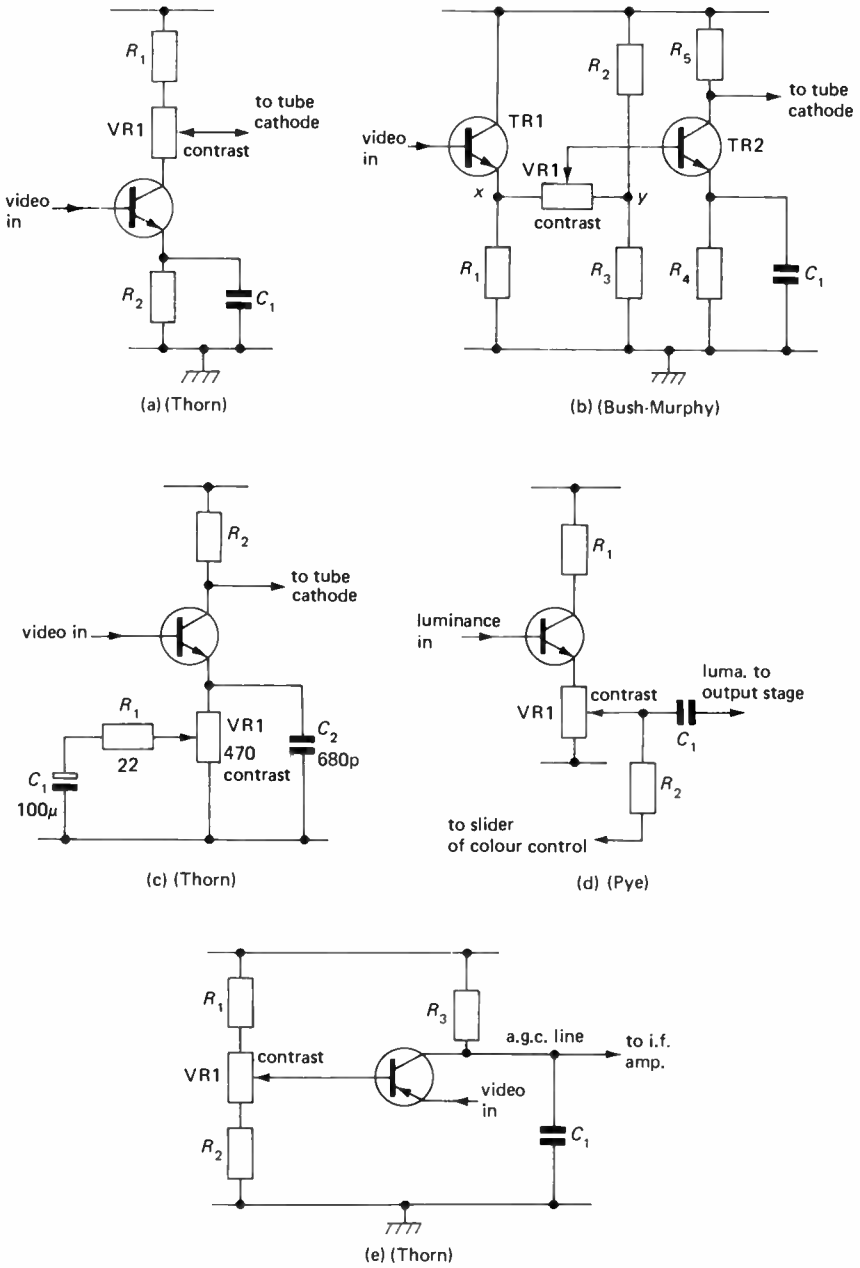 R1
VR1
to tube
cathode
contrast
video
in
R2
C1
(a) (Thorn)
R2
R5
to tube
cathode
TR1
TR2
video
in
VR1
x
y
contrast
R1
R3
R4
C1
(b) (Bush-Murphy)
R2
to tube
cathode
video in
R1
22
VR1
470
contrast
C2
680p
C1
100μ
(c) (Thorn)
R1
luminance
in
luma. to
output stage
contrast
VR1
C1
R2
to slider
of colour control
(d) (Pye)
R1
R3
a.g.c. line
to i.f.
amp.
contrast
VR1
video
in
R2
C1
(e) (Thorn)